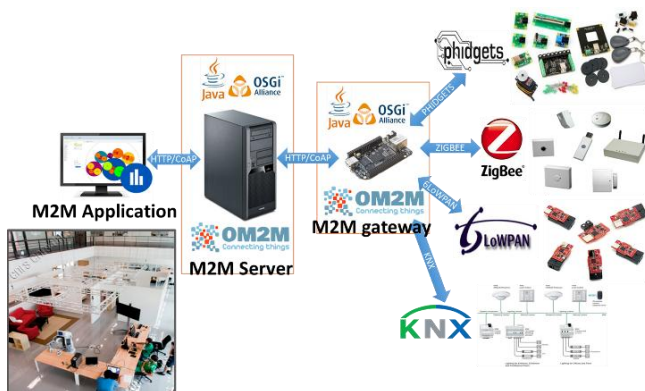 Java
OSGi
Alliance
HTTP/CoAP
M2M Application
OM2M
Connecting things
M2M Server
HTTP/CoAP
Java
OSGi
Alliance
OM2M
Connecting things
M2M gateway
PHIDGETS
ZIGBEE
6LoWPAN
KNX
phidgets
ZigBee®
6LoWPAN
KNX